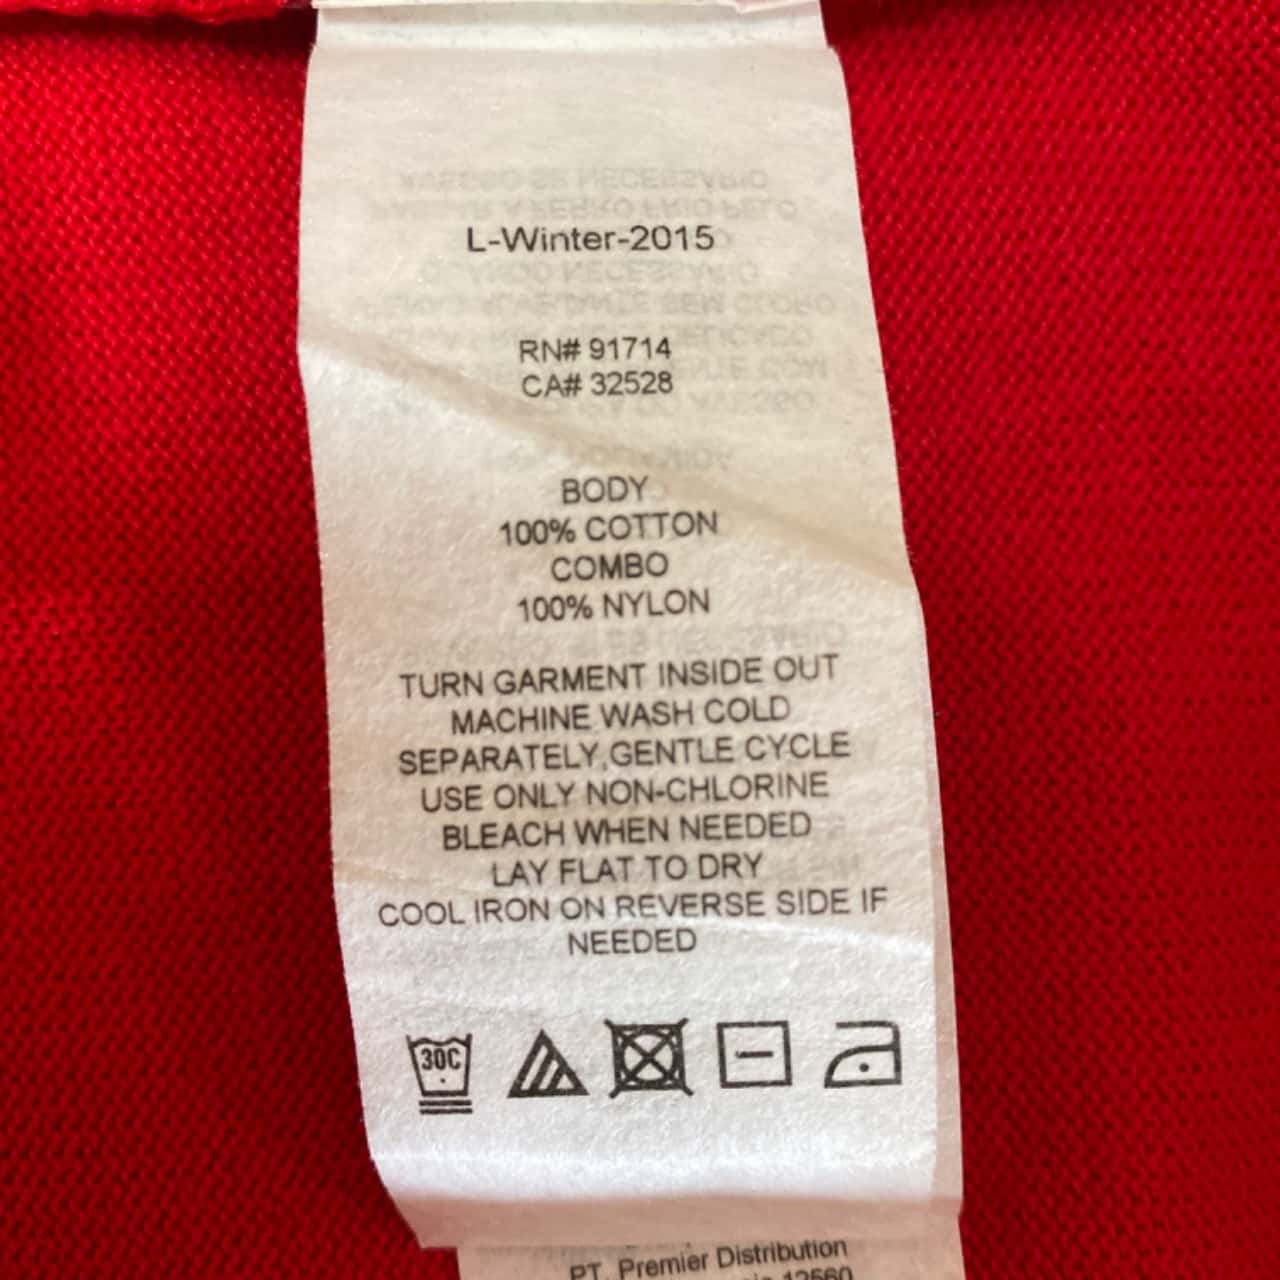 L-Winter-2015
RN# 91714
CA# 32528
BODY
100% COTTON
COMBO
100% NYLON
TURN GARMENT INSIDE OUT
MACHINE WASH COLD
SEPARATELY,GENTLE CYCLE
USE ONLY NON-CHLORINE
BLEACH WHEN NEEDED
LAY FLAT TO DRY
COOL IRON ON REVERSE SIDE IF
NEEDED
30C
PT. Premier Distribution
12560